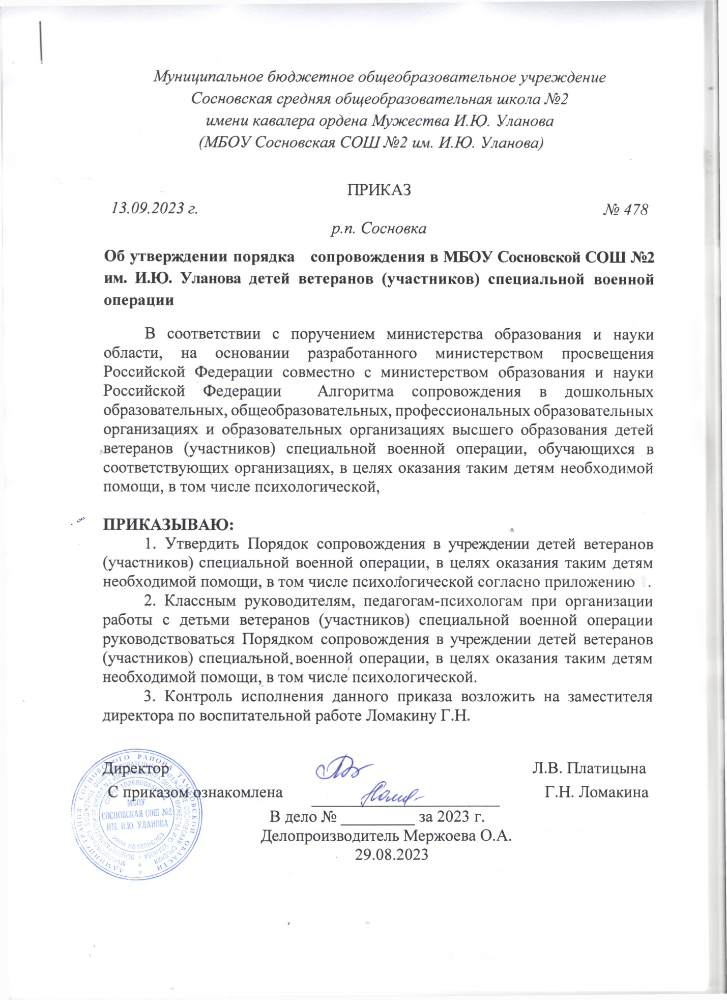 Муниципальное бюджетное общеобразовательное учреждение
Сосновская средняя общеобразовательная школа №2
имени кавалера ордена Мужества И.Ю. Уланова
(МБОУ Сосновская СОШ №2 им. И.Ю. Уланова)
ПРИКАЗ
13.09.2023 г. № 478
р.п. Сосновка
Об утверждении порядка сопровождения в МБОУ Сосновской СОШ №2
им. И.Ю. Уланова детей ветеранов (участников) специальной военной
операции
В соответствии с поручением министерства образования и науки
области, на основании разработанного министерством просвещения
Российской Федерации совместно с министерством образования и науки
Российской Федерации Алгоритма сопровождения в дошкольных
образовательных, общеобразовательных, профессиональных образовательных
организациях и образовательных организациях высшего образования детей
ветеранов (участников) специальной военной операции, обучающихся в
соответствующих организациях, в целях оказания таким детям необходимой
помощи, в том числе психологической,
ПРИКАЗЫВАЮ:
1. Утвердить Порядок сопровождения в учреждении детей ветеранов
(участников) специальной военной операции, в целях оказания таким детям
необходимой помощи, в том числе психологической согласно приложению .
2. Классным руководителям, педагогам-психологам при организации
работы с детьми ветеранов (участников) специальной военной операции
руководствоваться Порядком сопровождения в учреждении детей ветеранов
(участников) специальной военной операции, в целях оказания таким детям
необходимой помощи, в том числе психологической.
3. Контроль исполнения данного приказа возложить на заместителя
директора по воспитательной работе Ломакину Г.Н.
Директор Л.В. Платицына
С приказом ознакомлена Г.Н. Ломакина
В дело № _________ за 2023 г.
Делопроизводитель Мержоева О.А.
29.08.2023
АДМИНИСТРАЦИЯ СОСНОВСКОГО РАЙОНА ТАМБОВСКОЙ ОБЛАСТИ
МБОУ
СОСНОВСКАЯ СОШ №2
ИМ. И.Ю. УЛАНОВА
ИНН 6818006363